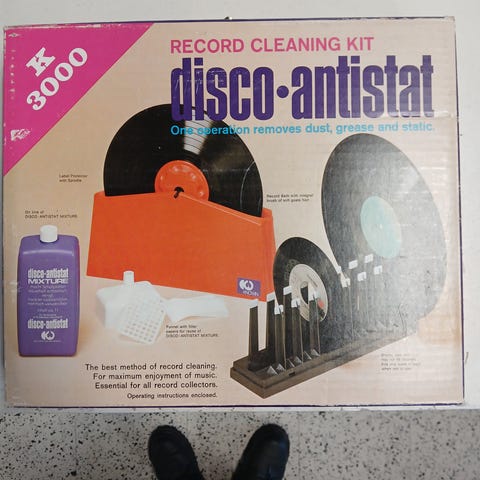 K
3000
RECORD CLEANING KIT
disco•antistat
One operation removes dust, grease and static.
Label Protector
with Spindle
Record Bath with integral
brush of soft goats hair.
One litre of
DISCO-ANTISTAT MIXTURE.
disco-antistat
MIXTURE
disco-antistat
Funnel with filter
papers for reuse of
DISCO-ANTISTAT MIXTURE.
The best method of record cleaning.
For maximum enjoyment of music.
Essential for all record collectors.
Operating instructions enclosed.